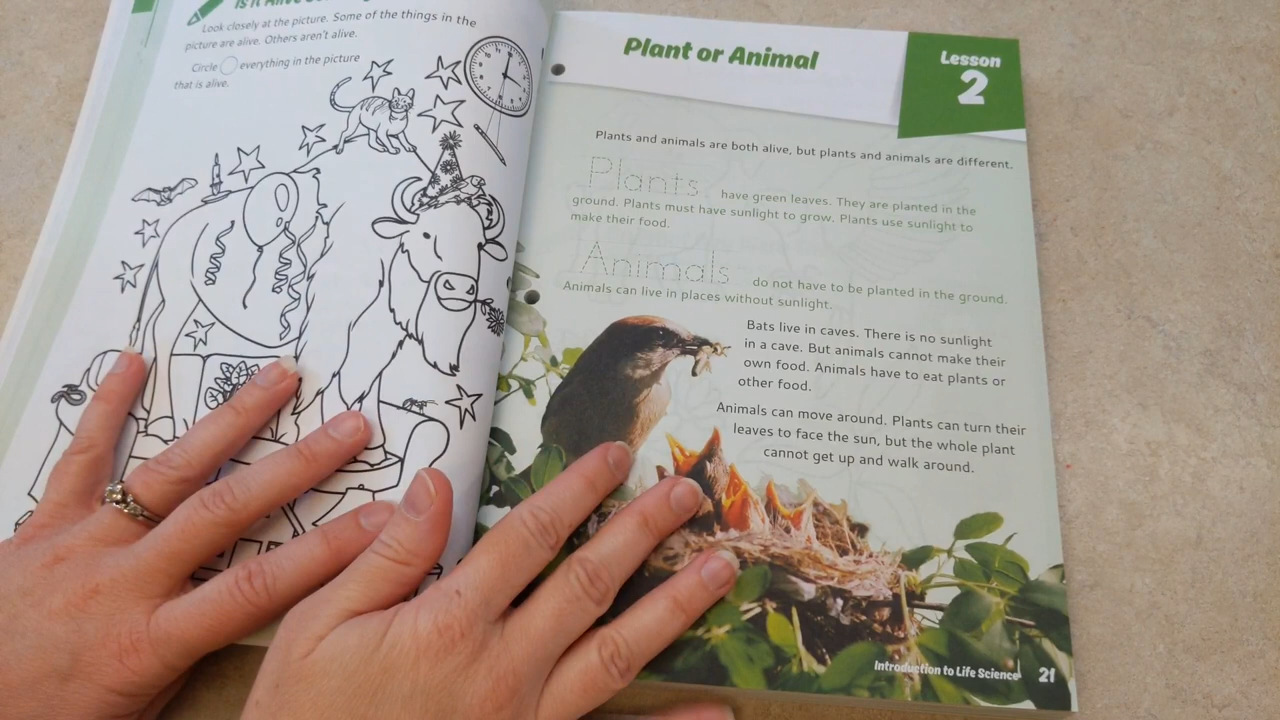 Look closely at the picture. Some of the things in the
picture are alive. Others aren't alive.
Circle everything in the picture
that is alive.
Plant or Animal
Lesson
2
Plants and animals are both alive, but plants and animals are different.
Plants have green leaves. They are planted in the
ground. Plants must have sunlight to grow. Plants use sunlight to
make their food.
Animals do not have to be planted in the ground.
Animals can live in places without sunlight.
Bats live in caves. There is no sunlight
in a cave. But animals cannot make their
own food. Animals have to eat plants or
other food.
Animals can move around. Plants can turn their
leaves to face the sun, but the whole plant
cannot get up and walk around.
Introduction to Life Science 21